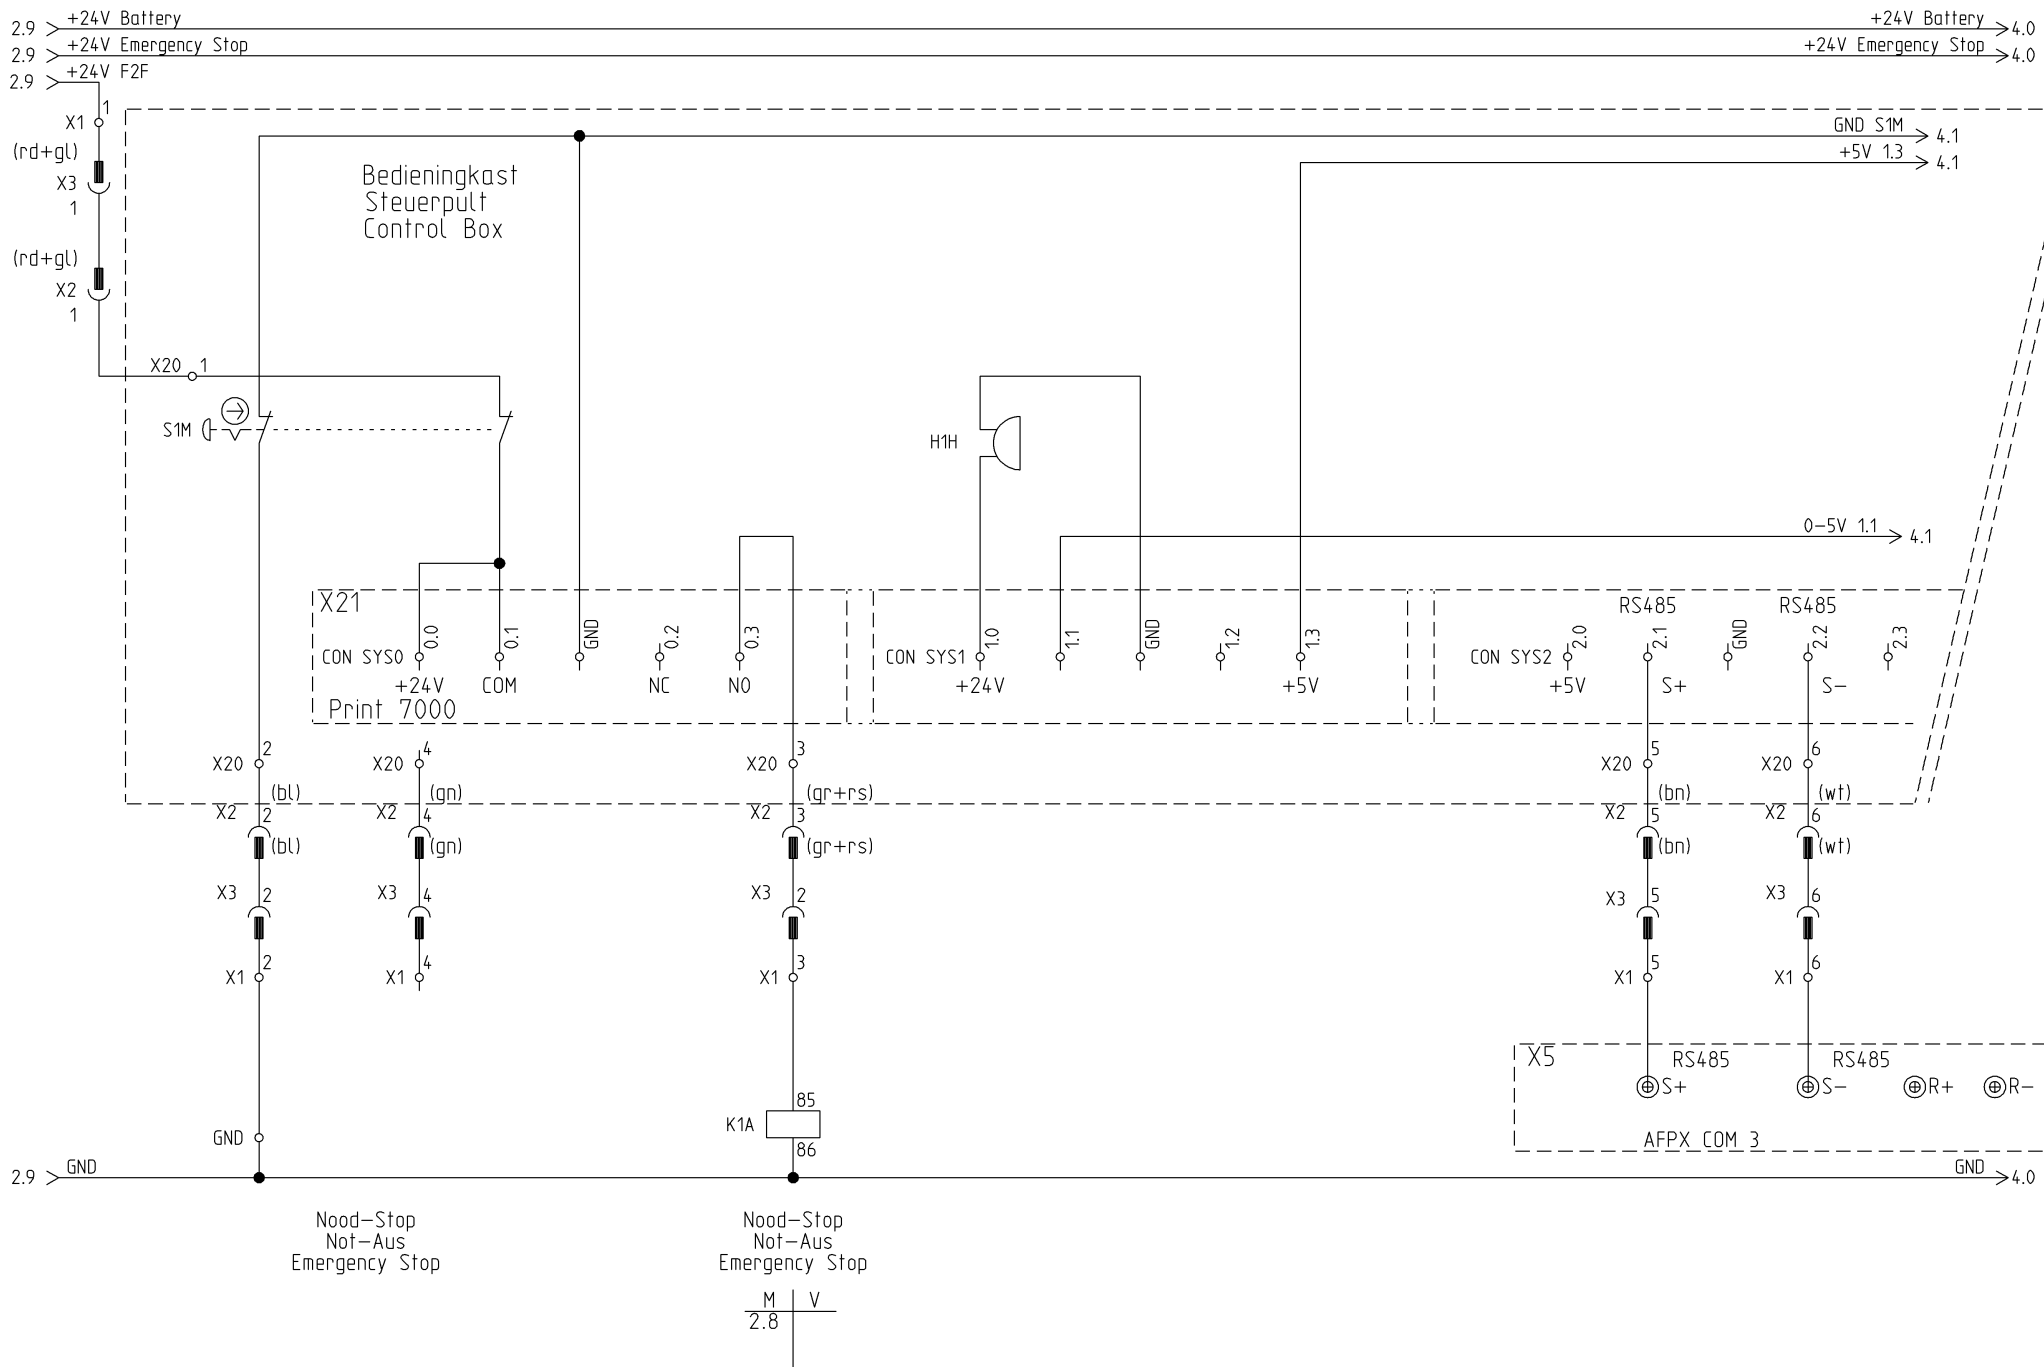 2.9 +24V Battery +24V Battery 4.0
2.9 +24V Emergency Stop +24V Emergency Stop 4.0
2.9 +24V F2F
X1 1
(rd+gl)
X3
1
(rd+gl)
X2
1
GND S1M 4.1
+5V 1.3 4.1
Bedieningkast
Steuerpult
Control Box
X20 1
S1M
H1H
0-5V 1.1 4.1
X21
CON SYS0 0.0 0.1 GND 0.2 0.3
+24V COM NC NO
Print 7000
CON SYS1 1.0 1.1 GND 1.2 1.3
+24V +5V
RS485 RS485
CON SYS2 2.0 2.1 GND 2.2 2.3
+5V S+ S-
X20 2 X20 4 X20 3 X20 5 X20 6
(bl) (gn) (gr+rs) (bn) (wt)
X2 2 X2 4 X2 3 X2 5 X2 6
(bl) (gn) (gr+rs) (bn) (wt)
X3 2 X3 4 X3 2 X3 5 X3 6
X1 2 X1 4 X1 3 X1 5 X1 6
X5 RS485 RS485
S+ S- R+ R-
AFPX COM 3
85
K1A
86
GND
2.9 GND GND 4.0
Nood-Stop
Not-Aus
Emergency Stop
Nood-Stop
Not-Aus
Emergency Stop
M V
2.8